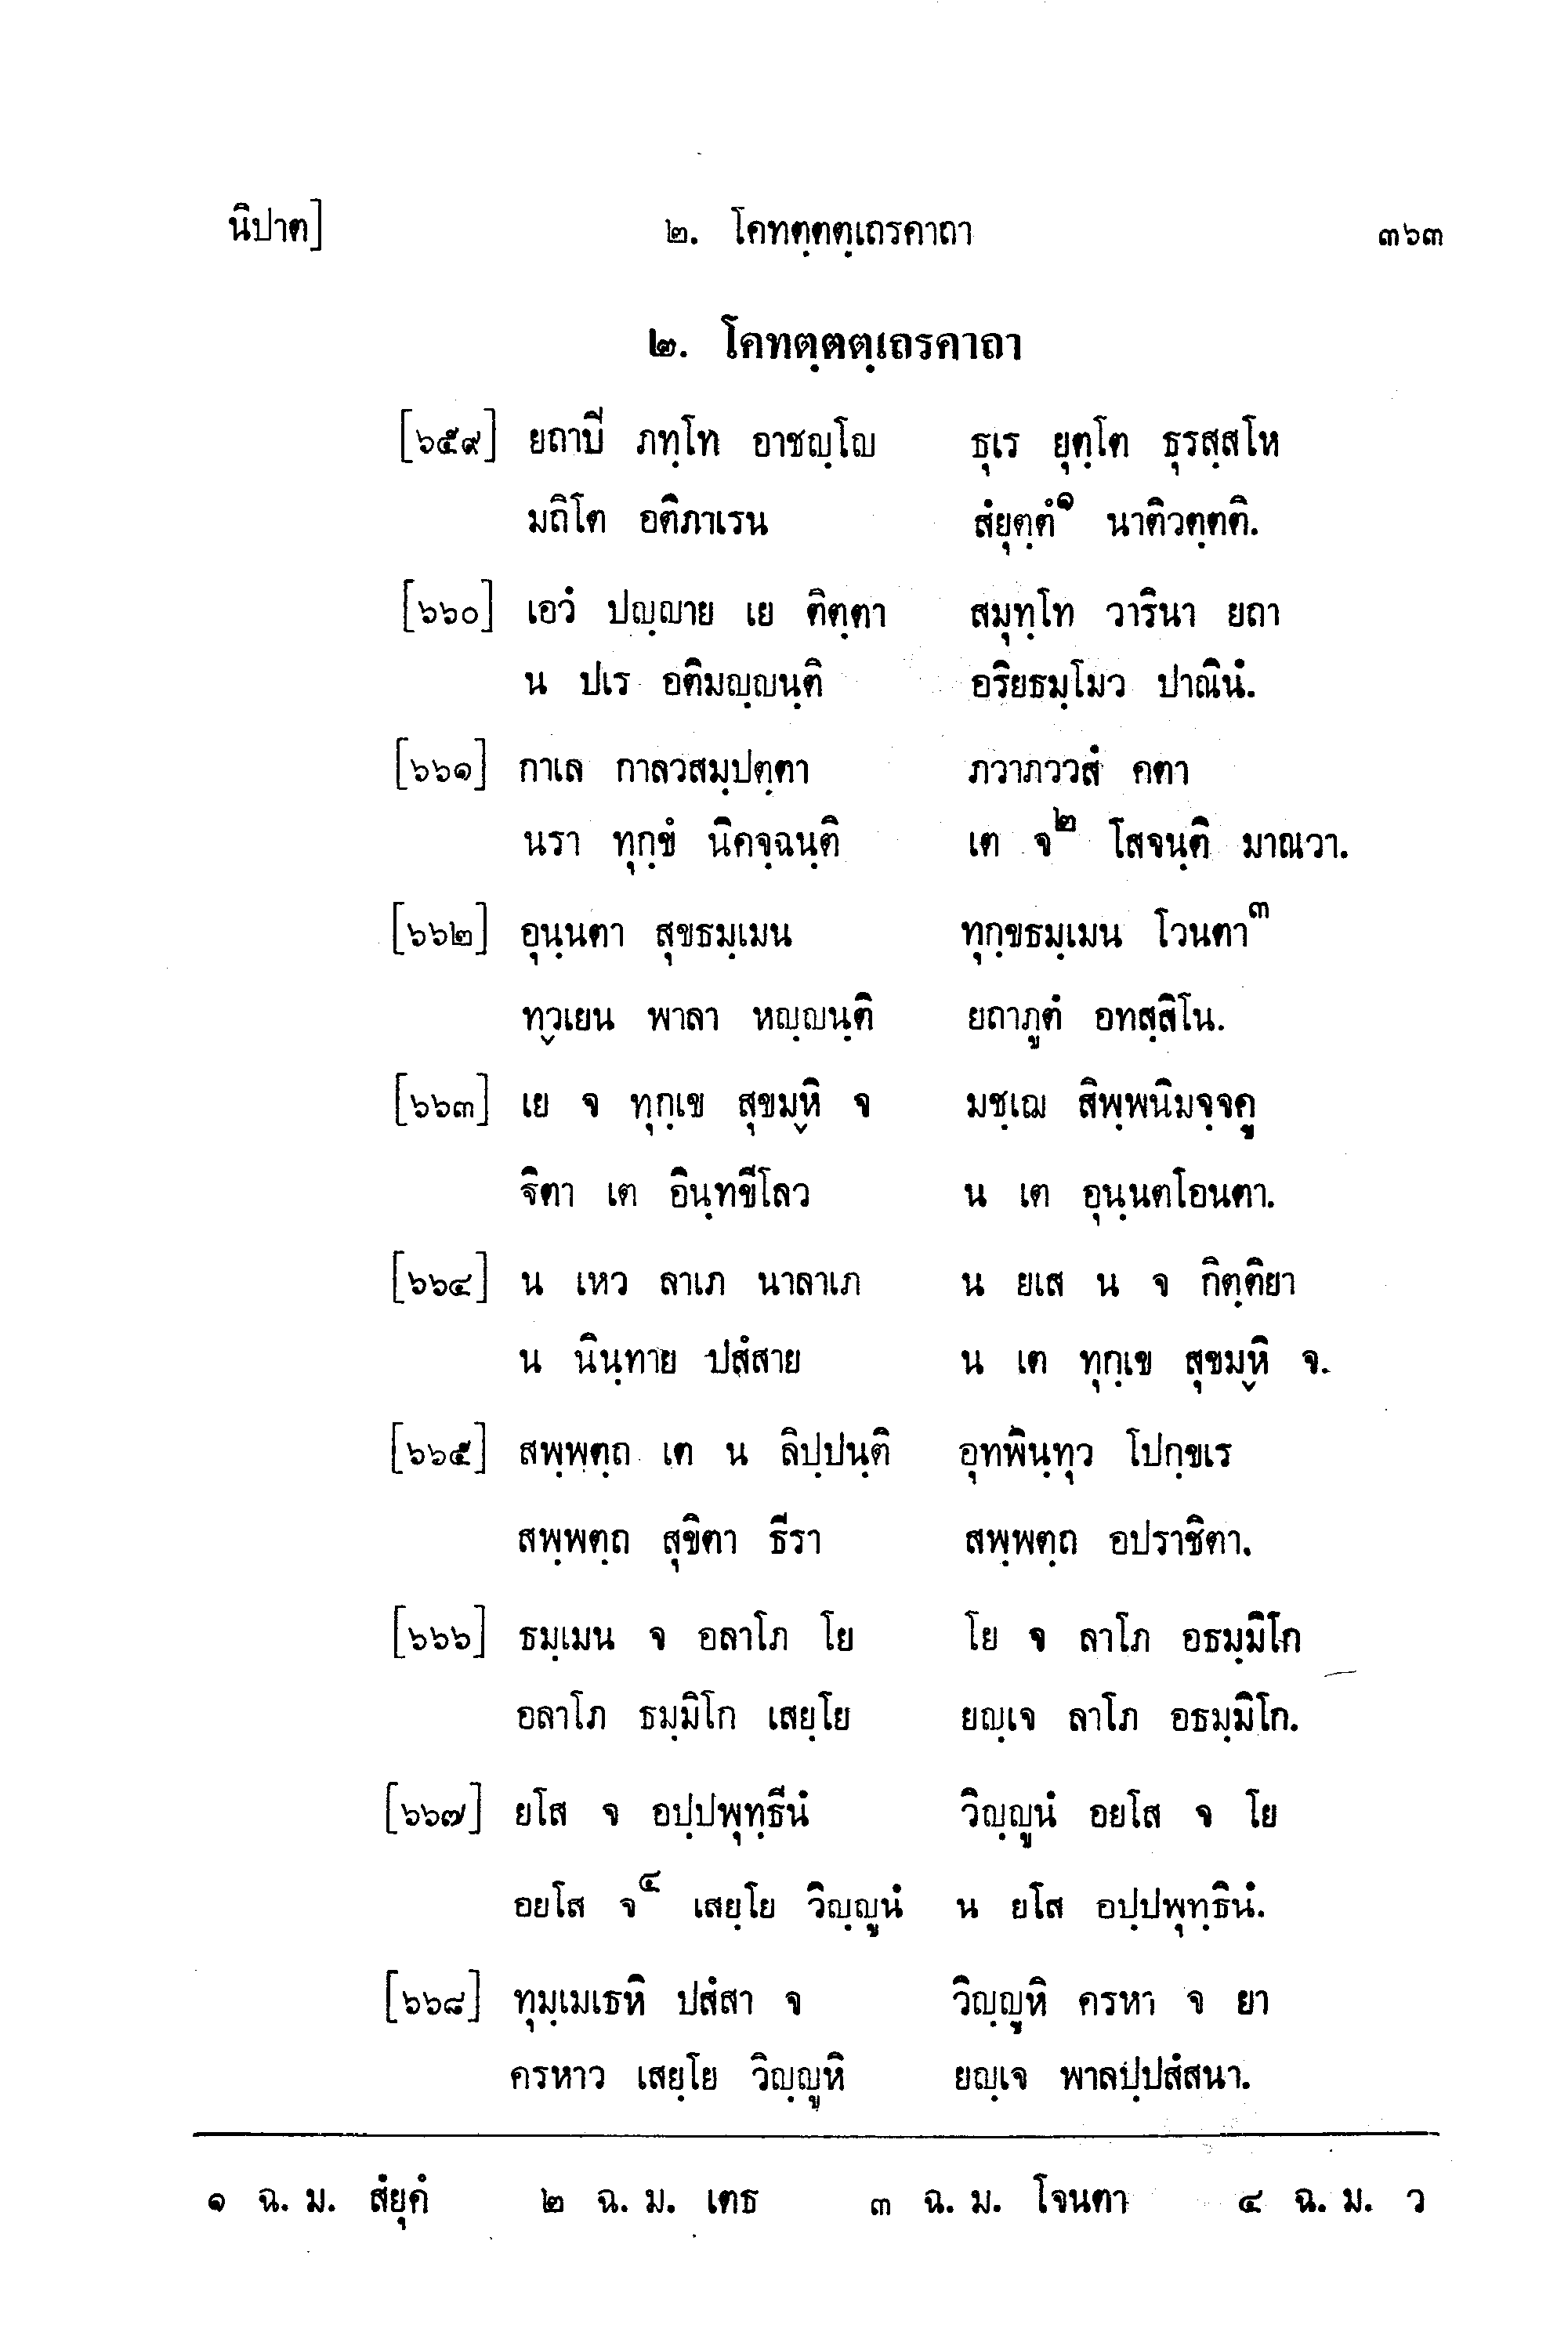 นิปาต] ๒. โคทตฺตตฺเถรคาถา ๓๖๓
๒. โคทตฺตตฺเถรคาถา
[๖๕๙] ยถาปิ ภทฺโท อาชญฺโญ ธุเร ยุตฺโต ธุรสฺสโห
มถิโต อติภาเรน สํยุตฺตํ๑ นาติวตฺตติ.
[๖๖๐] เอวํ ปญฺญาย เย ติตฺตา สมุทฺโท วารินา ยถา
น ปเร อติมญฺญนฺติ อริยธมฺโมว ปาณินํ.
[๖๖๑] กาเล กาลวสมฺปตฺตา ภวาภววสํ คตา
นรา ทุกฺขํ นิคจฺฉนฺติ เต จ๒ โสจนฺติ มาณวา.
[๖๖๒] อุนฺนตา สุขธมฺเมน ทุกฺขธมฺเมน โวนตา๓
ทฺวเยน พาลา หญฺญนฺติ ยถาภูตํ อทสฺสิโน.
[๖๖๓] เย จ ทุกฺเข สุขมฺหิ จ มชฺเฌ สิพฺพนิมจฺจคู
ฐิตา เต อินฺทขีโลว น เต อุนฺนตโอนตา.
[๖๖๔] น เหว ลาเภ นาลาเภ น ยเส น จ กิตฺติยา
น นินฺทาย ปสํสาย น เต ทุกฺเข สุขมฺหิ จ.
[๖๖๕] สพฺพตฺถ เต น ลิปฺปนฺติ อุทพินฺทุว โปกฺขเร
สพฺพตฺถ สุขิตา ธีรา สพฺพตฺถ อปราชิตา.
[๖๖๖] ธมฺเมน จ อลาโภ โย โย จ ลาโภ อธมฺมิโก
อลาโภ ธมฺมิโก เสยฺโย ยญฺเจ ลาโภ อธมฺมิโก.
[๖๖๗] ยโส จ อปฺปพุทฺธีนํ วิญฺญูนํ อยโส จ โย
อยโส จ๔ เสยฺโย วิญฺญูนํ น ยโส อปฺปพุทฺธินํ.
[๖๖๘] ทุมฺเมเธหิ ปสํสา จ วิญฺญูหิ ครหา จ ยา
ครหาว เสยฺโย วิญฺญูหิ ยญฺเจ พาลปฺปสํสนา.
๑ ฉ. ม. สํยุคํ ๒ ฉ. ม. เตธ ๓ ฉ. ม. โจนตา ๔ ฉ. ม. ว